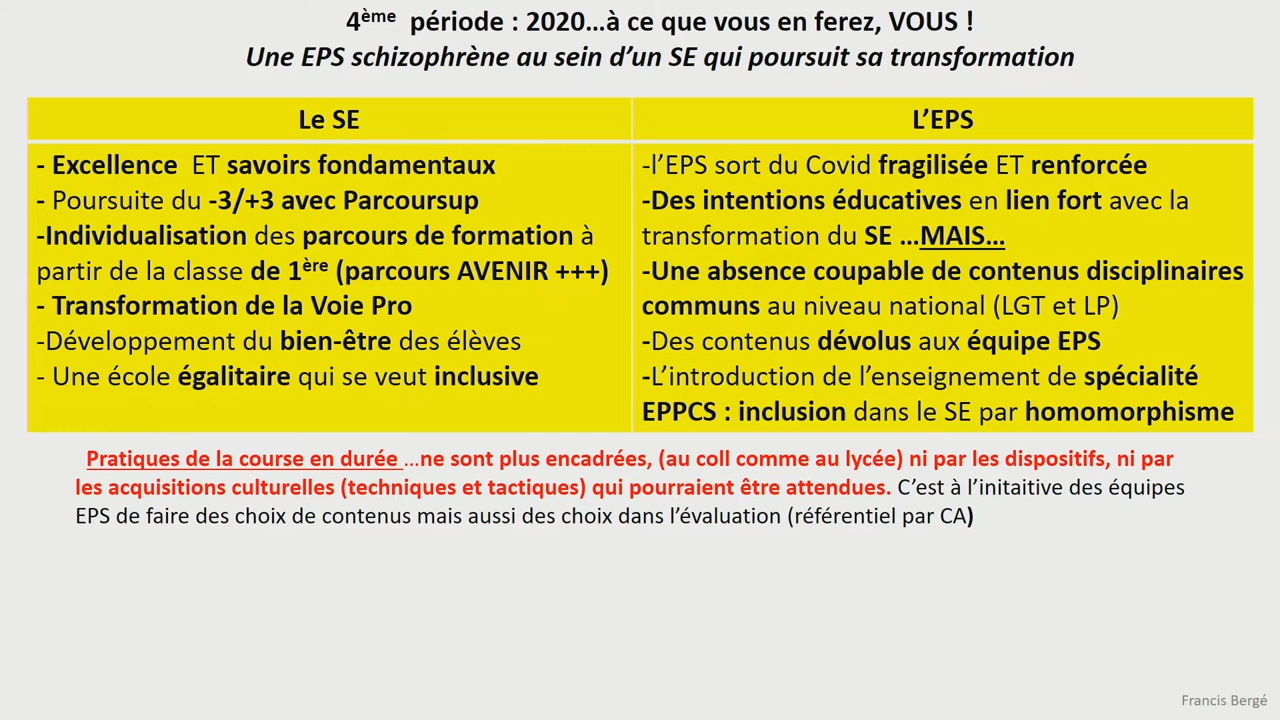 4ème période : 2020…à ce que vous en ferez, VOUS !
Une EPS schizophrène au sein d’un SE qui poursuit sa transformation
Le SE
- Excellence ET savoirs fondamentaux
- Poursuite du -3/+3 avec Parcoursup
-Individualisation des parcours de formation à
partir de la classe de 1ère (parcours AVENIR +++)
- Transformation de la Voie Pro
-Développement du bien-être des élèves
- Une école égalitaire qui se veut inclusive
L’EPS
-l’EPS sort du Covid fragilisée ET renforcée
-Des intentions éducatives en lien fort avec la
transformation du SE …MAIS…
-Une absence coupable de contenus disciplinaires
communs au niveau national (LGT et LP)
-Des contenus dévolus aux équipe EPS
-L’introduction de l’enseignement de spécialité
EPPCS : inclusion dans le SE par homomorphisme
Pratiques de la course en durée …ne sont plus encadrées, (au coll comme au lycée) ni par les dispositifs, ni par
les acquisitions culturelles (techniques et tactiques) qui pourraient être attendues. C’est à l’initaitive des équipes
EPS de faire des choix de contenus mais aussi des choix dans l’évaluation (référentiel par CA)
Francis Bergé